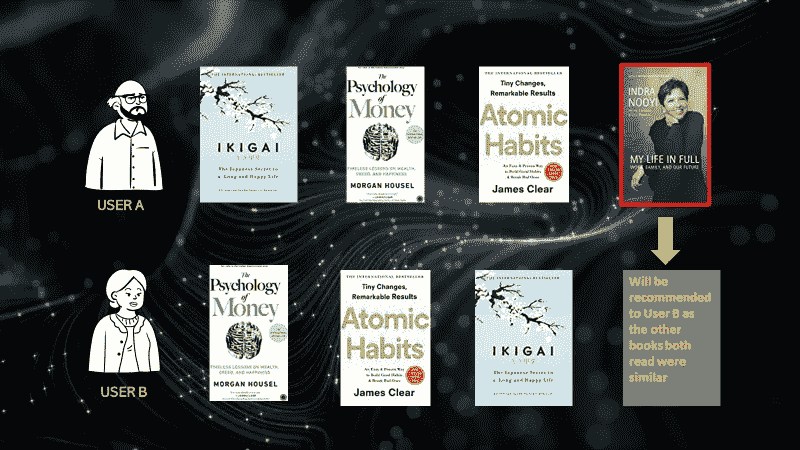 THE INTERNATIONAL BESTSELLER
IKIGAI
The Japanese Secret to a
Long and Happy Life
The
Psychology
of Money
TIMELESS LESSONS ON WEALTH,
GREED, AND HAPPINESS
MORGAN HOUSEL
THE INTERNATIONAL BESTSELLER
Tiny Changes,
Remarkable Results
Atomic
Habits
An Easy & Proven Way
to Build Good Habits
& Break Bad Ones
James Clear
INDRA
NOOYI
MY LIFE IN FULL
WORK, FAMILY, AND OUR FUTURE
USER A
The
Psychology
of Money
TIMELESS LESSONS ON WEALTH,
GREED, AND HAPPINESS
MORGAN HOUSEL
THE INTERNATIONAL BESTSELLER
Tiny Changes,
Remarkable Results
Atomic
Habits
An Easy & Proven Way
to Build Good Habits
& Break Bad Ones
James Clear
THE INTERNATIONAL BESTSELLER
IKIGAI
The Japanese Secret to a
Long and Happy Life
Will be
recommended
to User B as
the other
books both
read were
similar
USER B